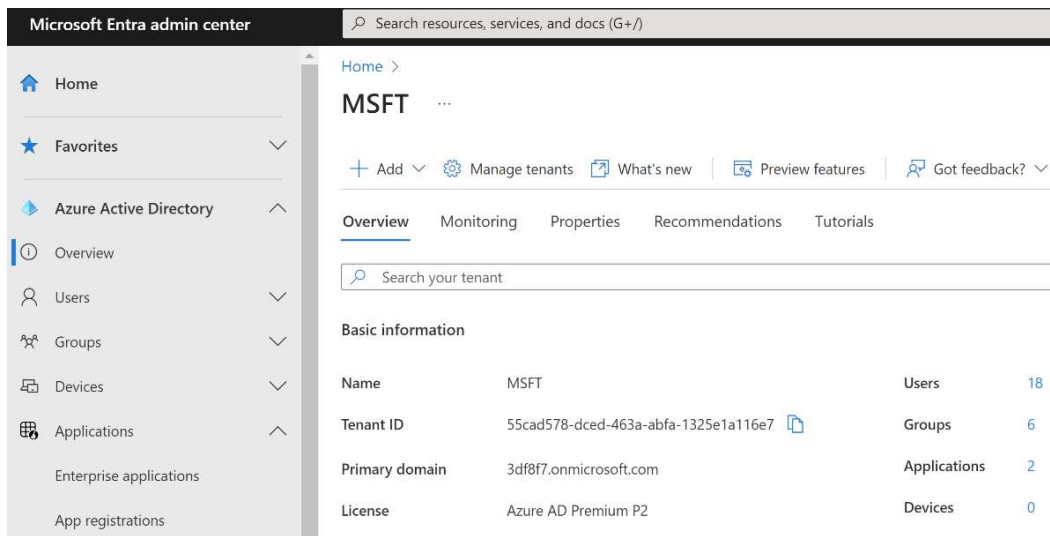 Microsoft Entra admin center
Search resources, services, and docs (G+/)
Home
Favorites
Azure Active Directory
Overview
Users
Groups
Devices
Applications
Enterprise applications
App registrations
Home >
MSFT ...
+ Add Manage tenants What's new Preview features Got feedback?
Overview Monitoring Properties Recommendations Tutorials
Search your tenant
Basic information
Name MSFT Users 18
Tenant ID 55cad578-dced-463a-abfa-1325e1a116e7 Groups 6
Primary domain 3df8f7.onmicrosoft.com Applications 2
License Azure AD Premium P2 Devices 0